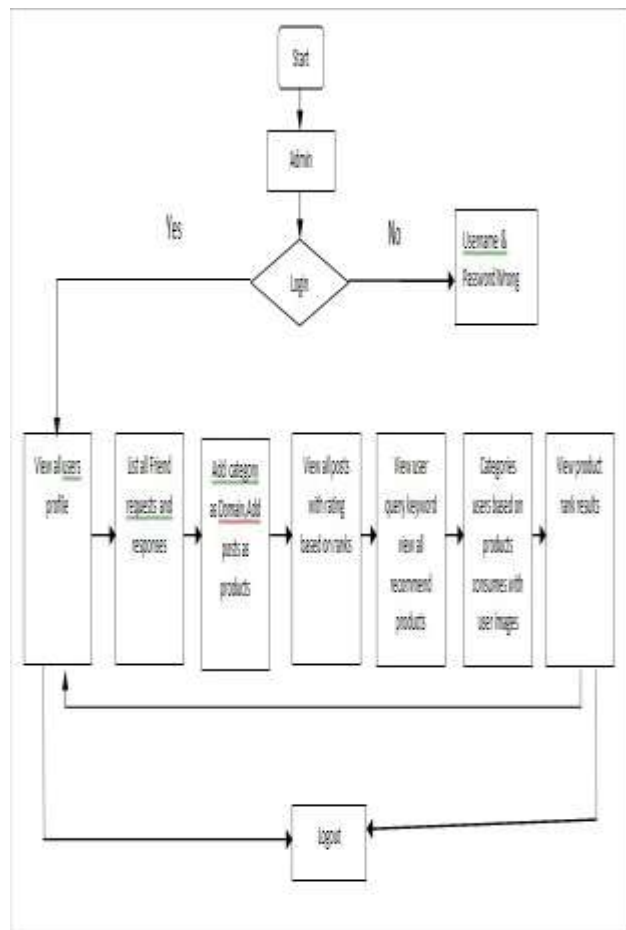 Start
Admin
Yes
No
Login
Username &
Password Wrong
View all users
profile
List all Friend
requests and
responses
Add category
as Domain,Add
posts as
products
View all posts
with rating
based on ranks
View user
query keyword
view all
recommend
products
Categories
users based on
products
consumes with
user images
View product
rank results
Logout